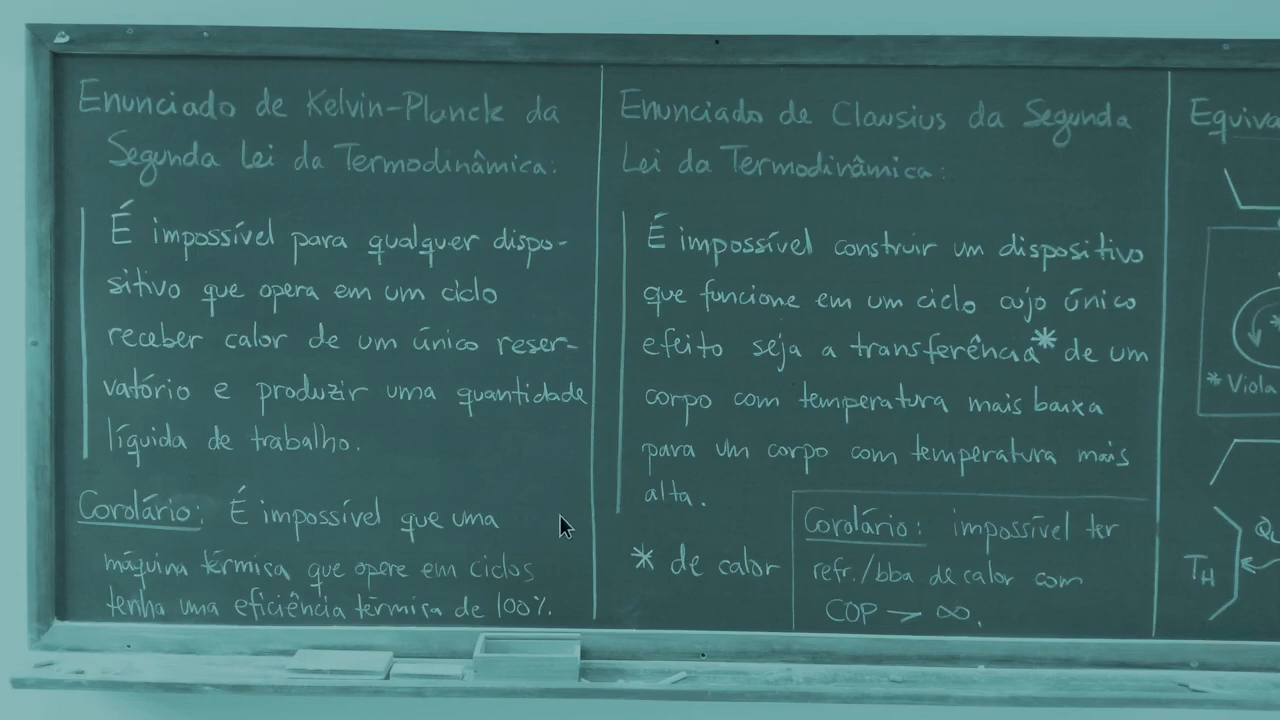 Enunciado de Kelvin-Planck da
Segunda Lei da Termodinâmica:
É impossível para qualquer dispo-
sitivo que opera em um ciclo
receber calor de um único reser-
vatório e produzir uma quantidade
líquida de trabalho.
Corolário: É impossível que uma
máquina térmica que opere em ciclos
tenha uma eficiência térmica de 100%.
Enunciado de Clausius da Segunda
Lei da Termodinâmica:
É impossível construir um dispositivo
que funcione em um ciclo cujo único
efeito seja a transferência* de um
corpo com temperatura mais baixa
para um corpo com temperatura mais
alta.
* de calor
Corolário: impossível ter
refr./bba de calor com
COP → ∞.
Equiva
* Viola
TH